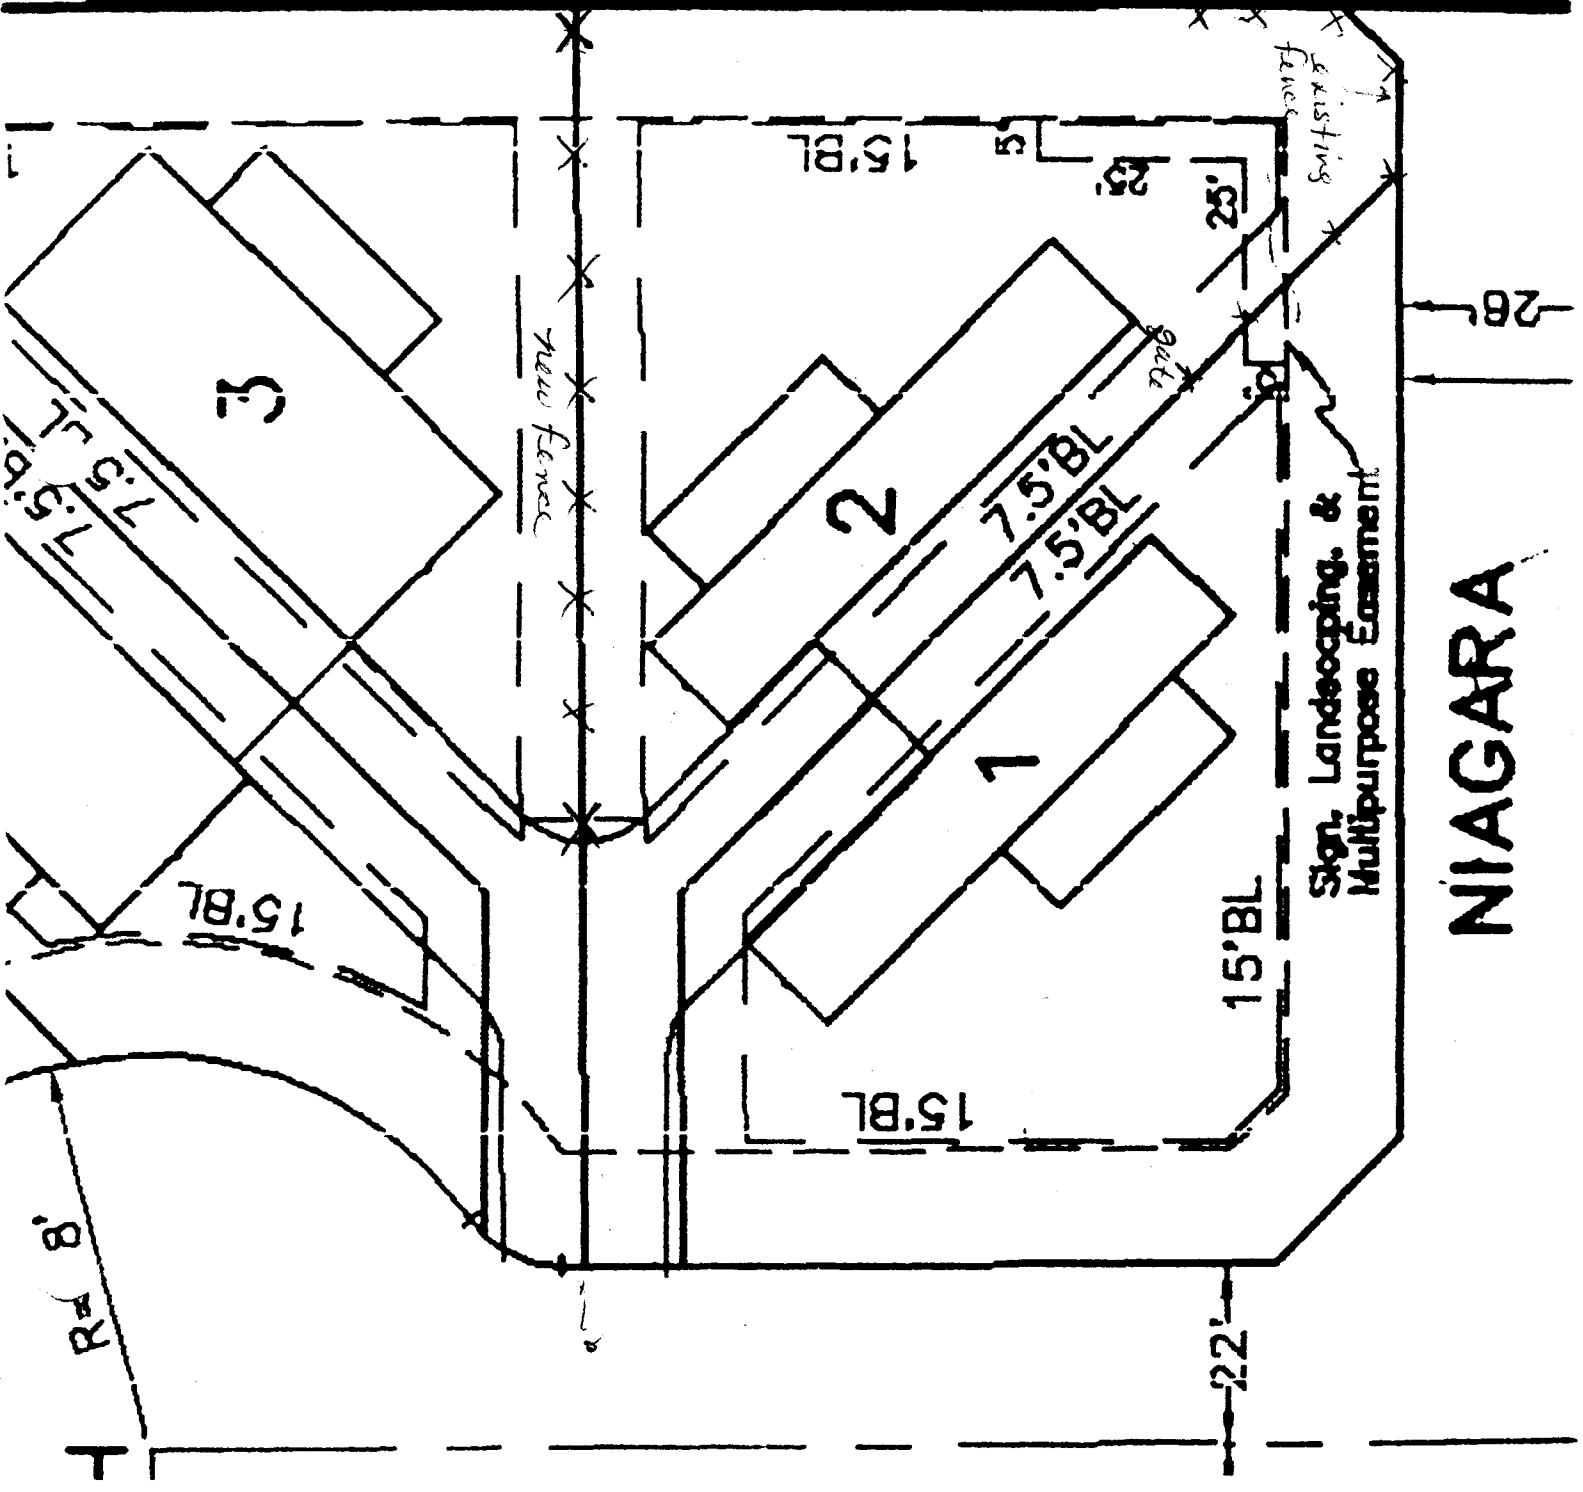 existing
fence
15'BL
5'
25'
25'
28'
new fence
gate
3
7.5
7.5'
2
7.5'BL
7.5'BL
Sign, Landscaping, &
Multipurpose Easement
NIAGARA
1
15'BL
15'BL
15'BL
R= 8'
22'